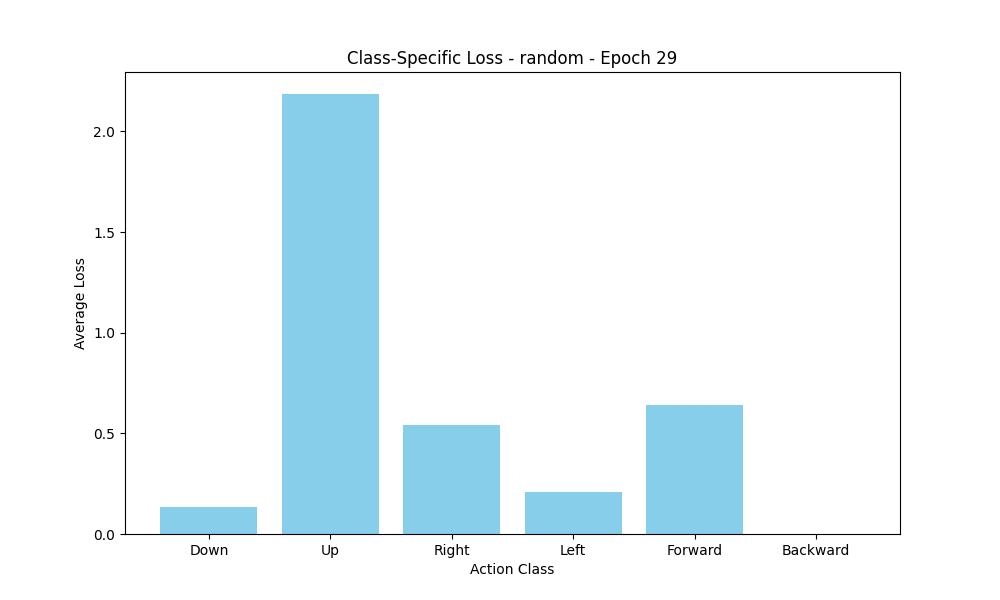 Class-Specific Loss - random - Epoch 29
2.0
1.5
1.0
0.5
0.0
Average Loss
Down Up Right Left Forward Backward
Action Class